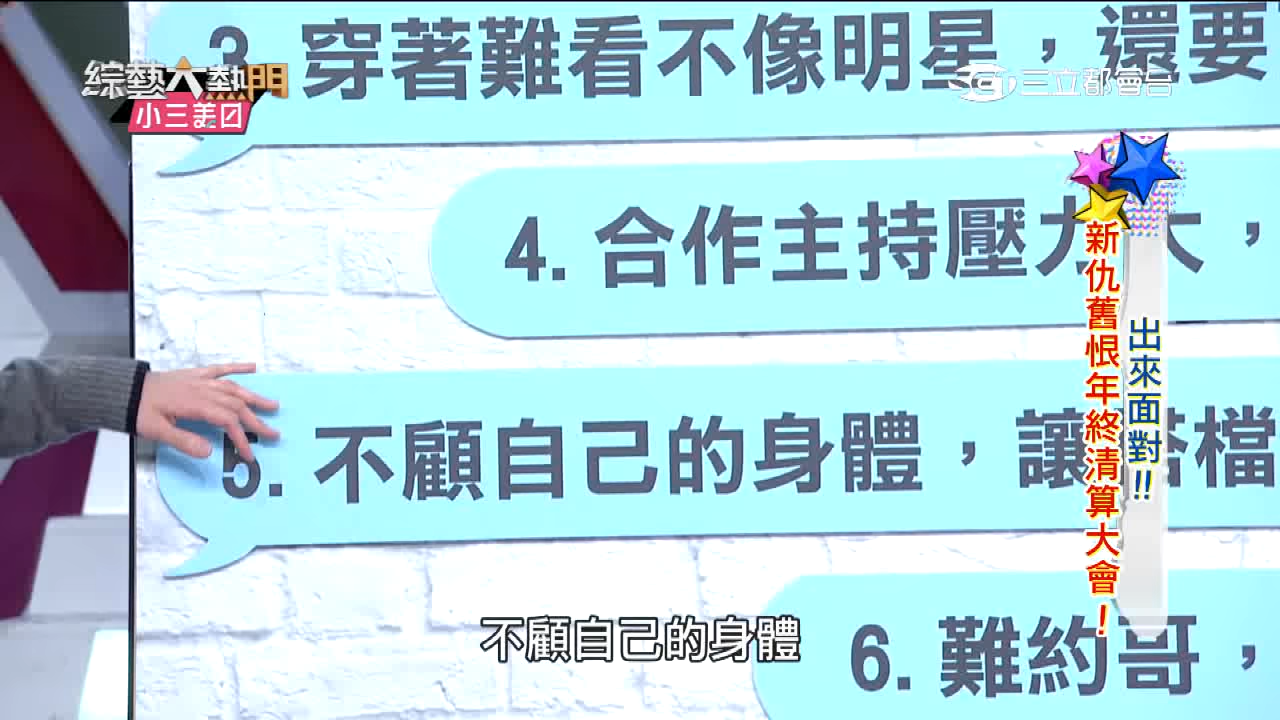 綜藝大熱門
小三美日
三立都會台
3. 穿著難看不像明星，還要
4. 合作主持壓力大，
5. 不顧自己的身體，讓搭檔
6. 難約哥，
出來面對!!
新仇舊恨年終清算大會！
不顧自己的身體